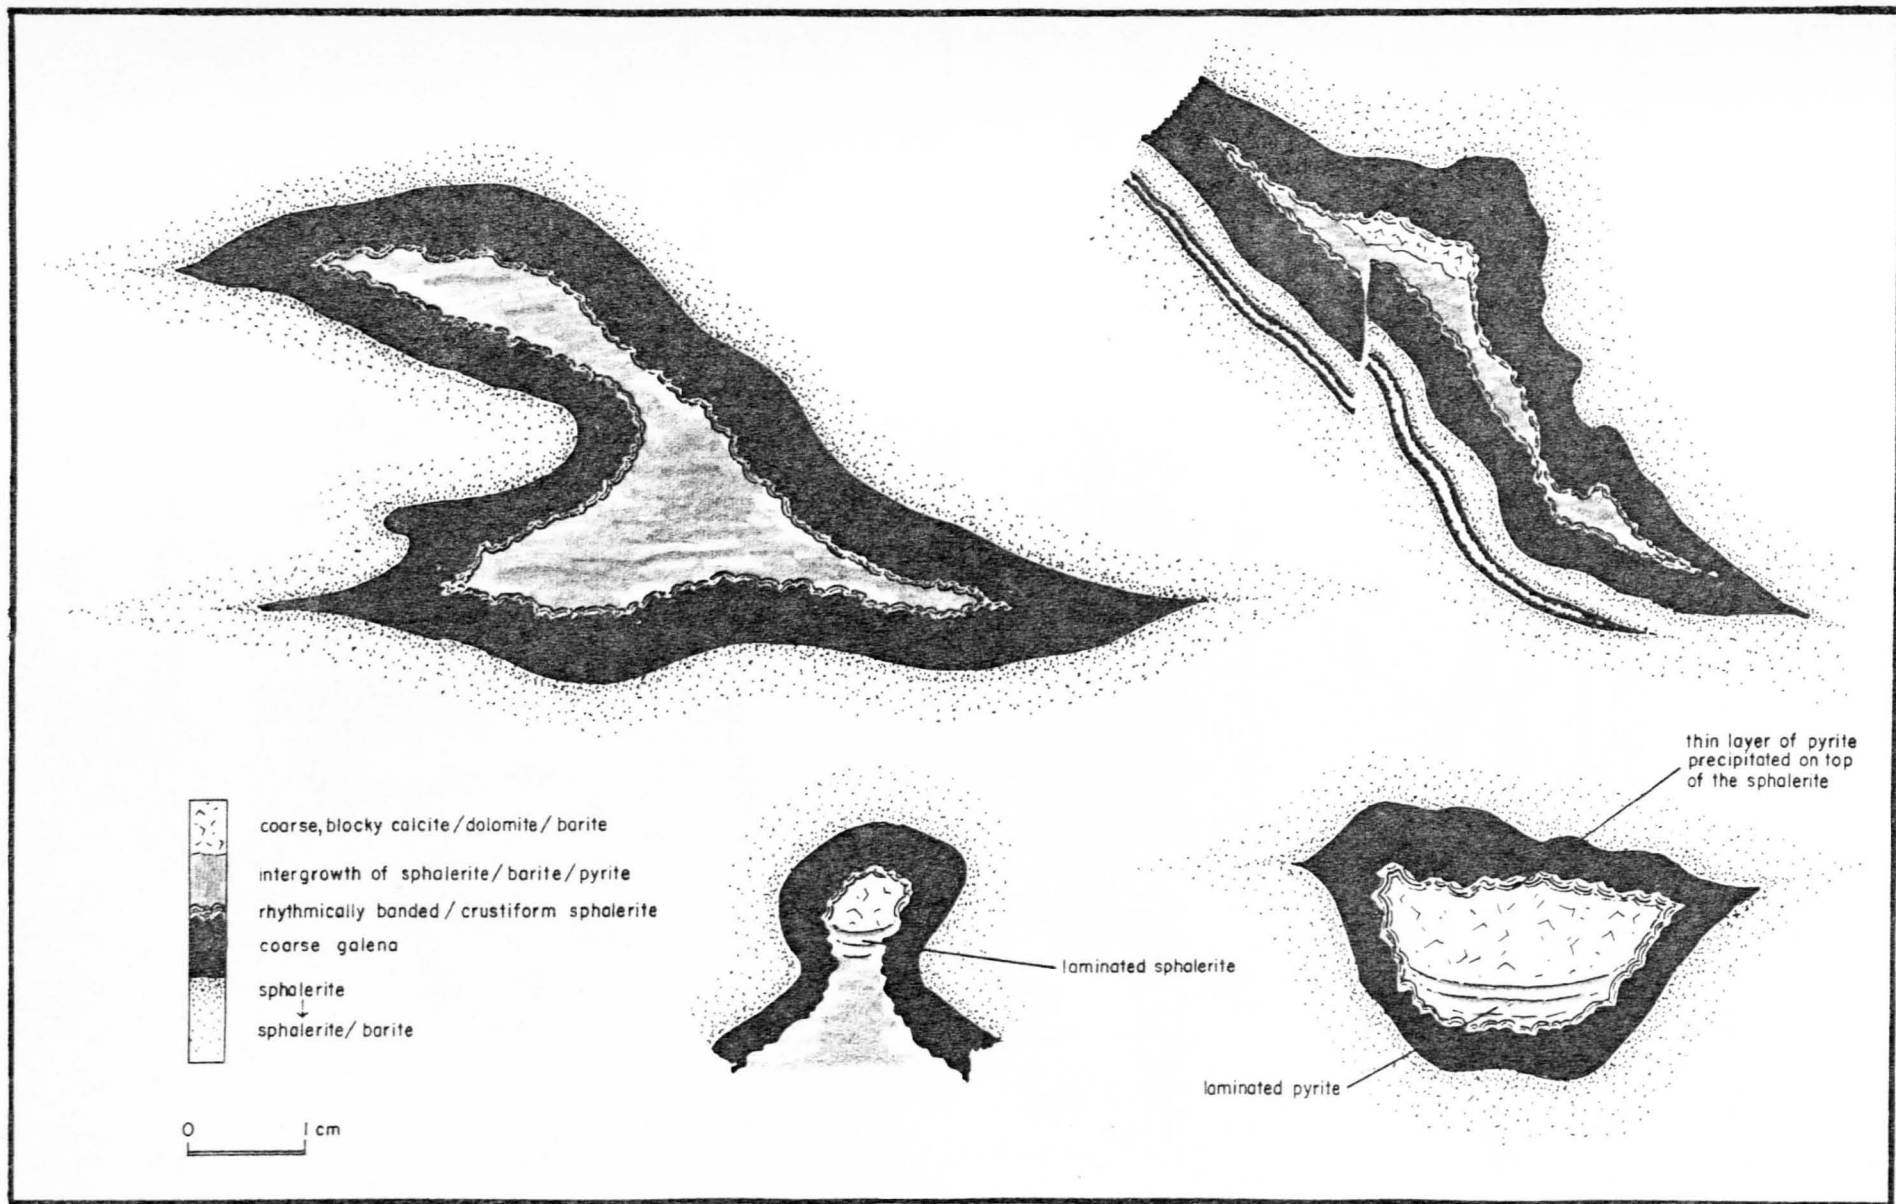 thin layer of pyrite
precipitated on top
of the sphalerite
coarse, blocky calcite/dolomite/barite
intergrowth of sphalerite/barite/pyrite
rhythmically banded/crustiform sphalerite
coarse galena
sphalerite
↓
sphalerite/barite
laminated sphalerite
laminated pyrite
0 1 cm